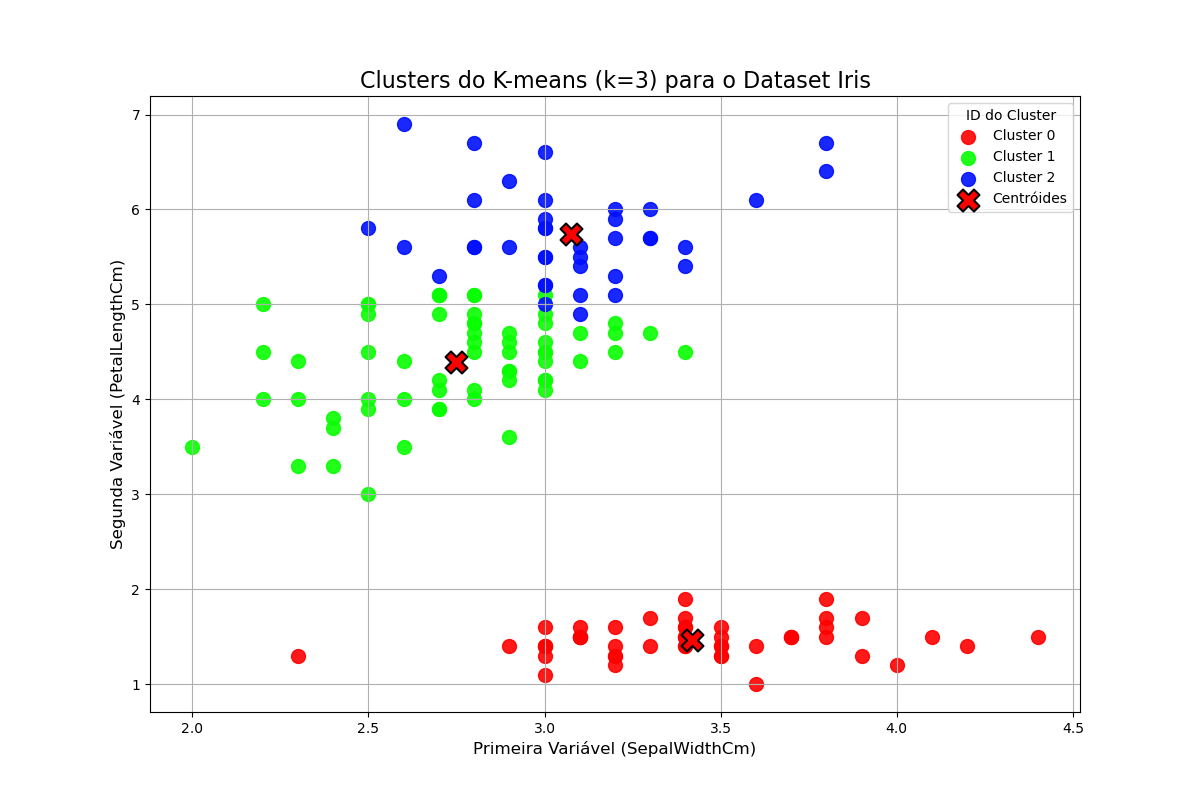 Clusters do K-means (k=3) para o Dataset Iris
ID do Cluster
Cluster 0
Cluster 1
Cluster 2
Centróides
7
6
5
4
3
2
1
Segunda Variável (PetalLengthCm)
2.0 2.5 3.0 3.5 4.0 4.5
Primeira Variável (SepalWidthCm)